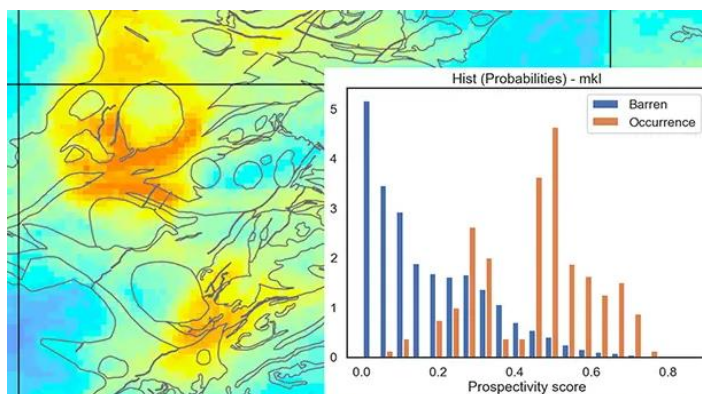 Hist (Probabilities) - mkl
Barren
Occurrence
5
4
3
2
1
0
0.0 0.2 0.4 0.6 0.8
Prospectivity score